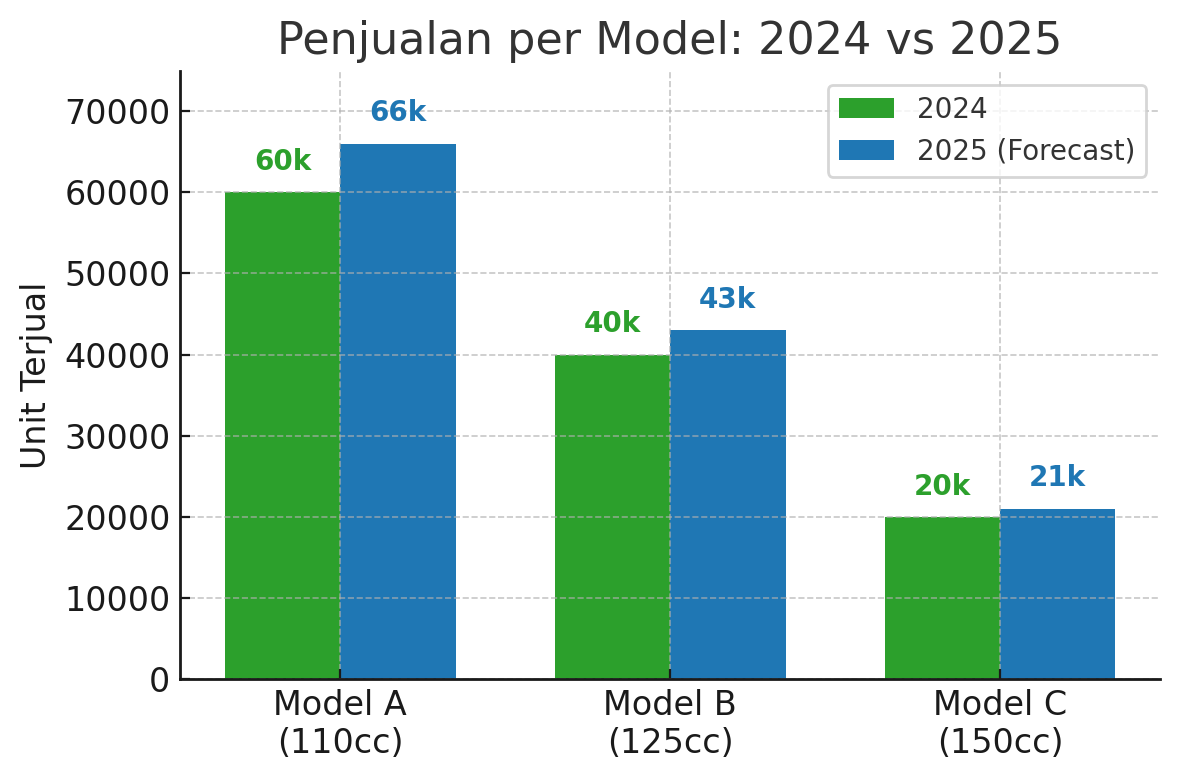 Penjualan per Model: 2024 vs 2025
2024
2025 (Forecast)
Unit Terjual
70000
60000
50000
40000
30000
20000
10000
0
60k
66k
40k
43k
20k
21k
Model A
(110cc)
Model B
(125cc)
Model C
(150cc)